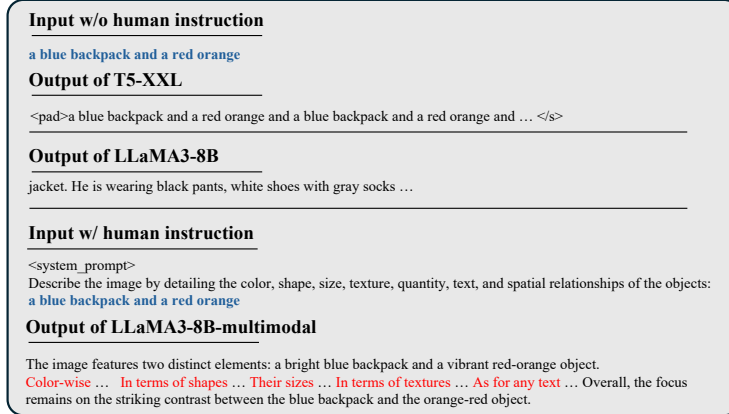 Input w/o human instruction
a blue backpack and a red orange
Output of T5-XXL
<pad>a blue backpack and a red orange and a blue backpack and a red orange and … </s>
Output of LLaMA3-8B
jacket. He is wearing black pants, white shoes with gray socks …
Input w/ human instruction
<system_prompt>
Describe the image by detailing the color, shape, size, texture, quantity, text, and spatial relationships of the objects:
a blue backpack and a red orange
Output of LLaMA3-8B-multimodal
The image features two distinct elements: a bright blue backpack and a vibrant red-orange object.
Color-wise … In terms of shapes … Their sizes … In terms of textures … As for any text … Overall, the focus
remains on the striking contrast between the blue backpack and the orange-red object.